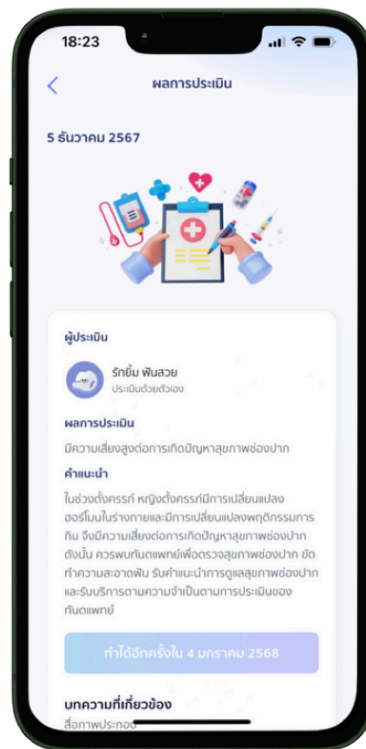 18:23
ผลการประเมิน
5 ธันวาคม 2567
ผู้ประเมิน
รักยิ้ม ฟันสวย
ประเมินด้วยตัวเอง
ผลการประเมิน
มีความเสี่ยงสูงต่อการเกิดปัญหาสุขภาพช่องปาก
คำแนะนำ
ในช่วงตั้งครรภ์ หญิงตั้งครรภ์มีการเปลี่ยนแปลง
ฮอร์โมนในร่างกายและมีการเปลี่ยนแปลงพฤติกรรมการ
กิน จึงมีความเสี่ยงต่อการเกิดปัญหาสุขภาพช่องปาก
ดังนั้น ควรพบทันตแพทย์เพื่อตรวจสุขภาพช่องปาก ขัด
ทำความสะอาดฟัน รับคำแนะนำการดูแลสุขภาพช่องปาก
และรับบริการตามความจำเป็นตามการประเมินของ
ทันตแพทย์
ทำได้อีกครั้งใน 4 มกราคม 2568
บทความที่เกี่ยวข้อง
สื่อภาพประกอบ